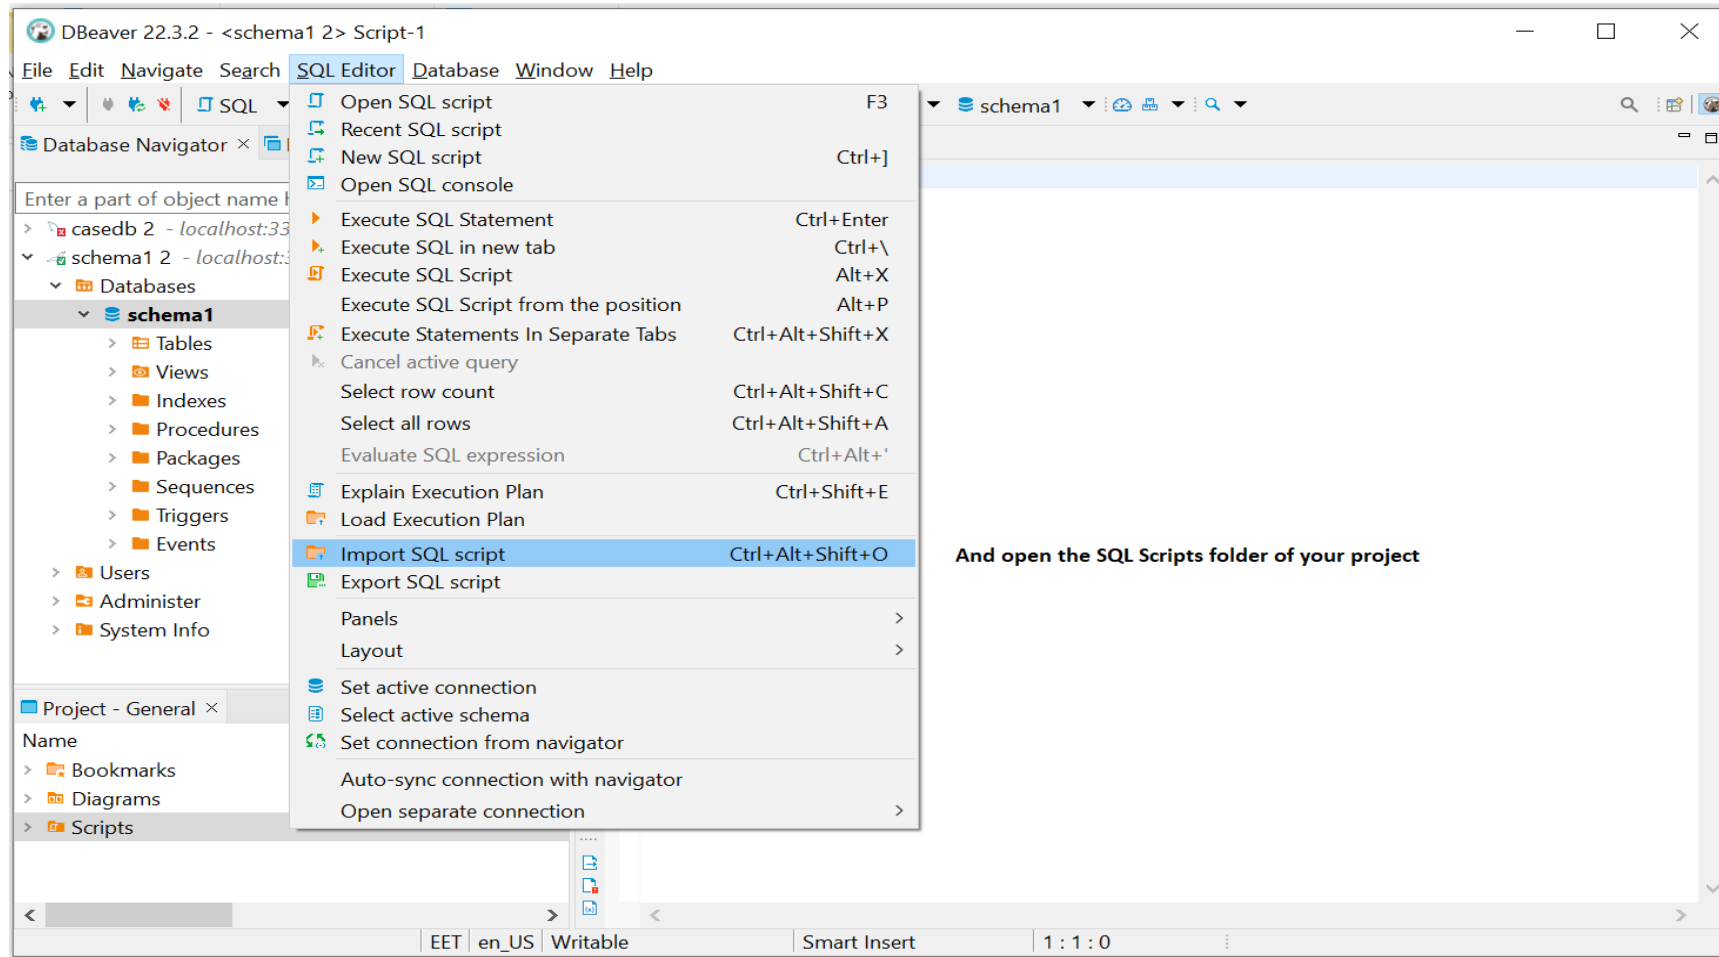 DBeaver 22.3.2 - <schema1 2> Script-1
File Edit Navigate Search SQL Editor Database Window Help
SQL
schema1
Database Navigator
Enter a part of object name
casedb 2 - localhost:33
schema1 2 - localhost:
Databases
schema1
Tables
Views
Indexes
Procedures
Packages
Sequences
Triggers
Events
Users
Administer
System Info
Project - General
Name
Bookmarks
Diagrams
Scripts
Open SQL script F3
Recent SQL script
New SQL script Ctrl+]
Open SQL console
Execute SQL Statement Ctrl+Enter
Execute SQL in new tab Ctrl+\
Execute SQL Script Alt+X
Execute SQL Script from the position Alt+P
Execute Statements In Separate Tabs Ctrl+Alt+Shift+X
Cancel active query
Select row count Ctrl+Alt+Shift+C
Select all rows Ctrl+Alt+Shift+A
Evaluate SQL expression Ctrl+Alt+'
Explain Execution Plan Ctrl+Shift+E
Load Execution Plan
Import SQL script Ctrl+Alt+Shift+O
Export SQL script
Panels
Layout
Set active connection
Select active schema
Set connection from navigator
Auto-sync connection with navigator
Open separate connection
And open the SQL Scripts folder of your project
EET en_US Writable Smart Insert 1 : 1 : 0